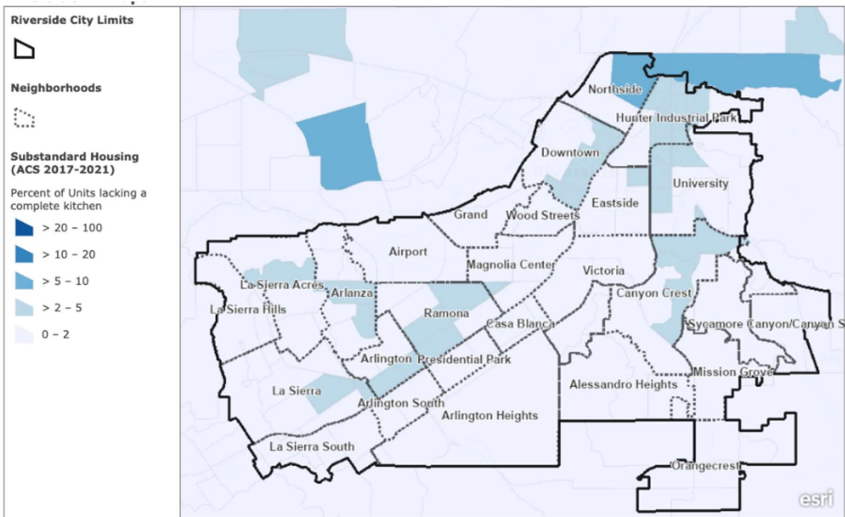 Riverside City Limits
Neighborhoods
Substandard Housing
(ACS 2017-2021)
Percent of Units lacking a
complete kitchen
> 20 – 100
> 10 – 20
> 5 – 10
> 2 – 5
0 – 2
Northside
Hunter Industrial Park
Downtown
University
Eastside
Grand
Wood Streets
Airport
Magnolia Center
Victoria
La Sierra Acres
Arlanza
Canyon Crest
La Sierra Hills
Ramona
Casa Blanca
Sycamore Canyon/Canyon S
Arlington
Presidential Park
Mission Grove
Alessandro Heights
La Sierra
Arlington South
Arlington Heights
La Sierra South
Orangecrest
esri